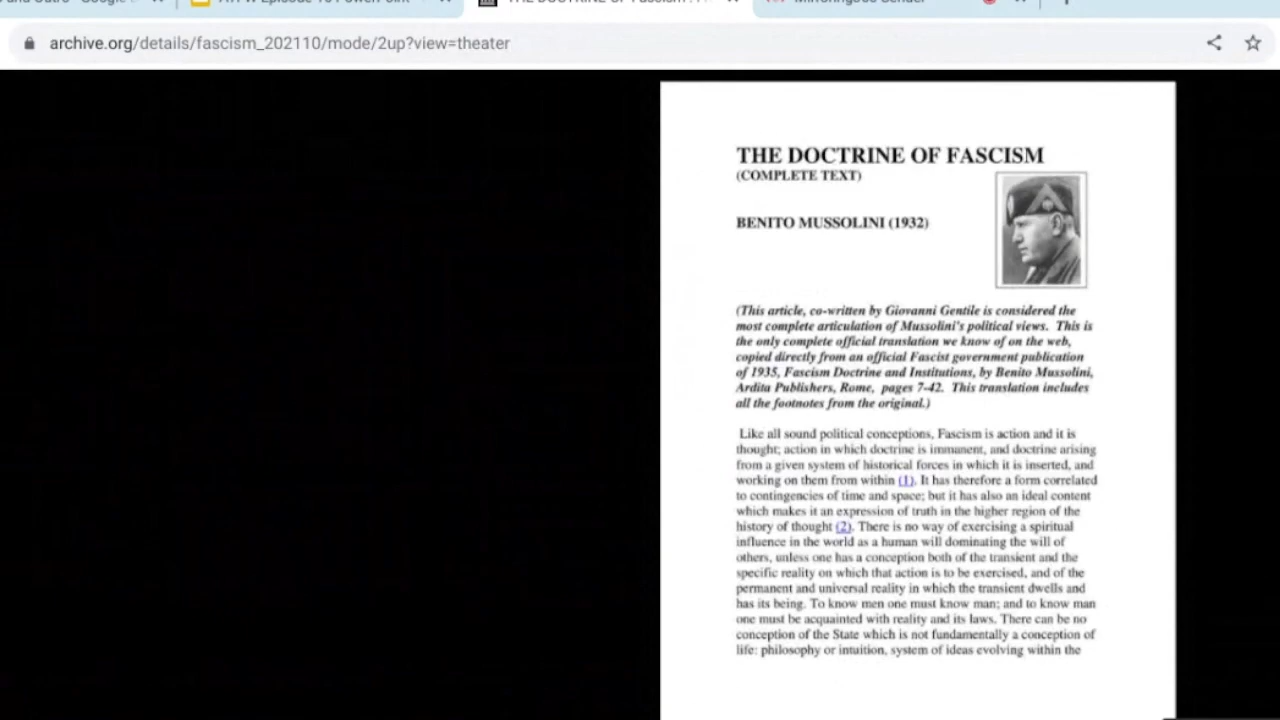 THE DOCTRINE OF Fascism
archive.org/details/fascism_202110/mode/2up?view=theater
THE DOCTRINE OF FASCISM
(COMPLETE TEXT)
BENITO MUSSOLINI (1932)
(This article, co-written by Giovanni Gentile is considered the
most complete articulation of Mussolini's political views. This is
the only complete official translation we know of on the web,
copied directly from an official Fascist government publication
of 1935, Fascism Doctrine and Institutions, by Benito Mussolini,
Ardita Publishers, Rome, pages 7-42. This translation includes
all the footnotes from the original.)
Like all sound political conceptions, Fascism is action and it is
thought; action in which doctrine is immanent, and doctrine arising
from a given system of historical forces in which it is inserted, and
working on them from within (1). It has therefore a form correlated
to contingencies of time and space; but it has also an ideal content
which makes it an expression of truth in the higher region of the
history of thought (2). There is no way of exercising a spiritual
influence in the world as a human will dominating the will of
others, unless one has a conception both of the transient and the
specific reality on which that action is to be exercised, and of the
permanent and universal reality in which the transient dwells and
has its being. To know men one must know man; and to know man
one must be acquainted with reality and its laws. There can be no
conception of the State which is not fundamentally a conception of
life: philosophy or intuition, system of ideas evolving within the